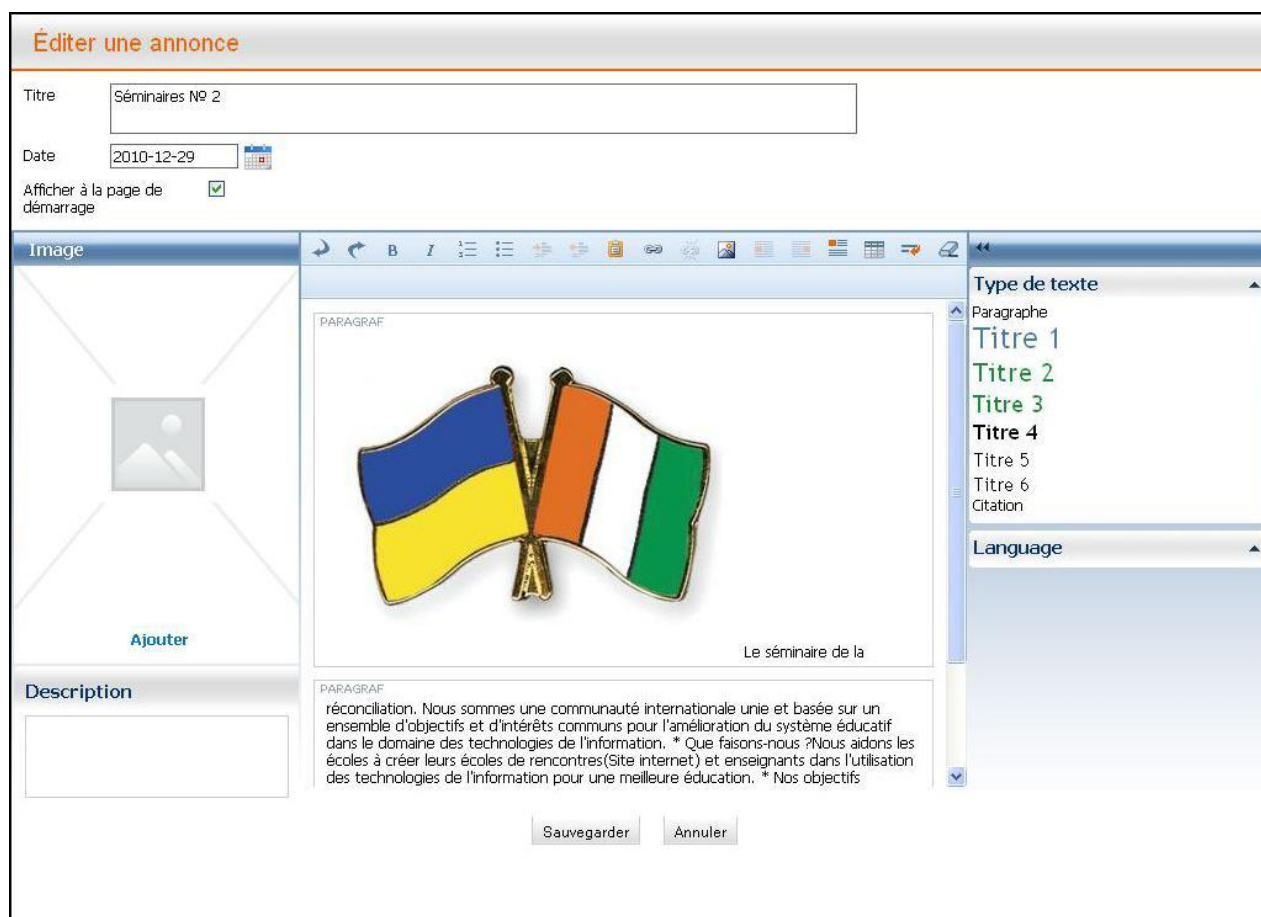 Éditer une annonce
Titre
Séminaires Nº 2
Date
2010-12-29
Afficher à la page de
démarrage
Image
Ajouter
Description
B
I
PARAGRAF
Le séminaire de la
PARAGRAF
réconciliation. Nous sommes une communauté internationale unie et basée sur un
ensemble d'objectifs et d'intérêts communs pour l'amélioration du système éducatif
dans le domaine des technologies de l'information. * Que faisons-nous ?Nous aidons les
écoles à créer leurs écoles de rencontres(Site internet) et enseignants dans l'utilisation
des technologies de l'information pour une meilleure éducation. * Nos objectifs
Type de texte
Paragraphe
Titre 1
Titre 2
Titre 3
Titre 4
Titre 5
Titre 6
Citation
Language
Sauvegarder
Annuler